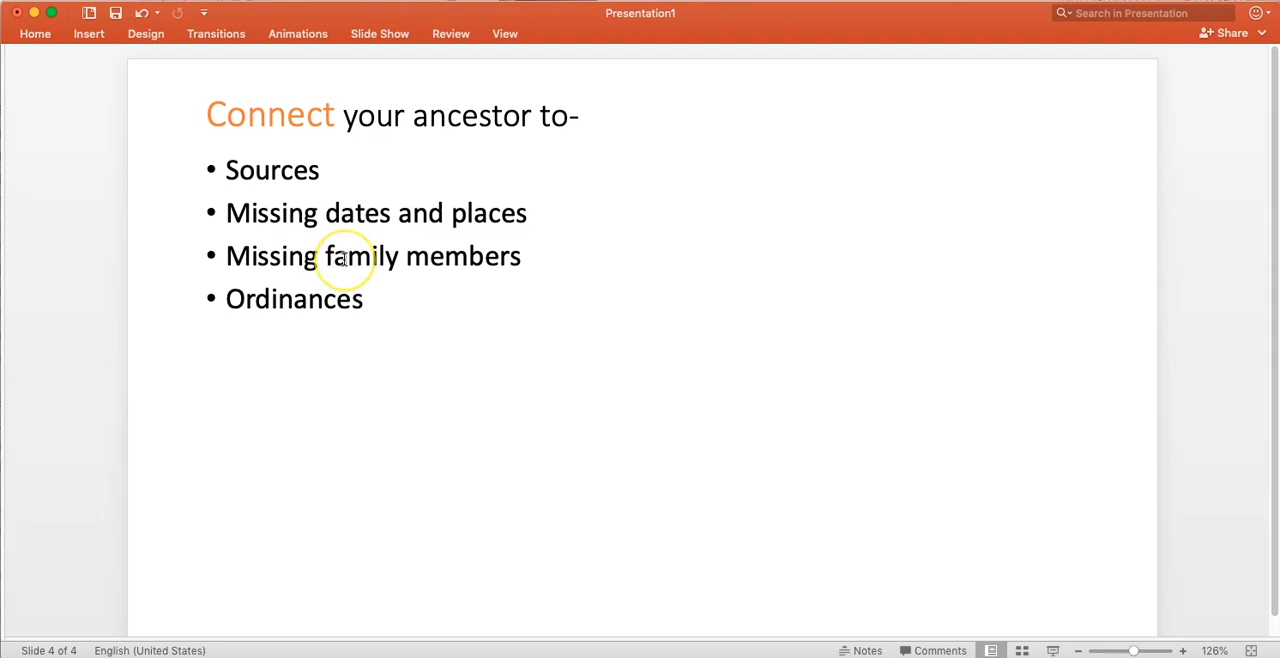 Presentation1
Search in Presentation
Home Insert Design Transitions Animations Slide Show Review View
Share
Connect your ancestor to-
• Sources
• Missing dates and places
• Missing family members
• Ordinances
Slide 4 of 4 English (United States) Notes Comments 126%